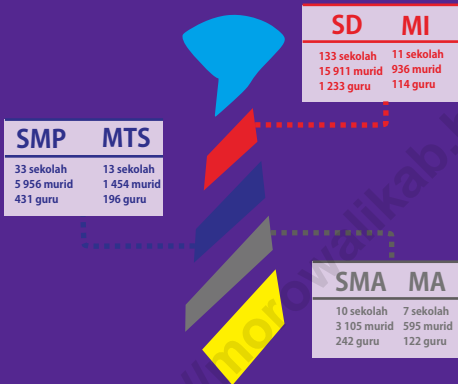 SD MI
133 sekolah 11 sekolah
15 911 murid 936 murid
1 233 guru 114 guru
SMP MTS
33 sekolah 13 sekolah
5 956 murid 1 454 murid
431 guru 196 guru
SMA MA
10 sekolah 7 sekolah
3 105 murid 595 murid
242 guru 122 guru
//morowalikab.